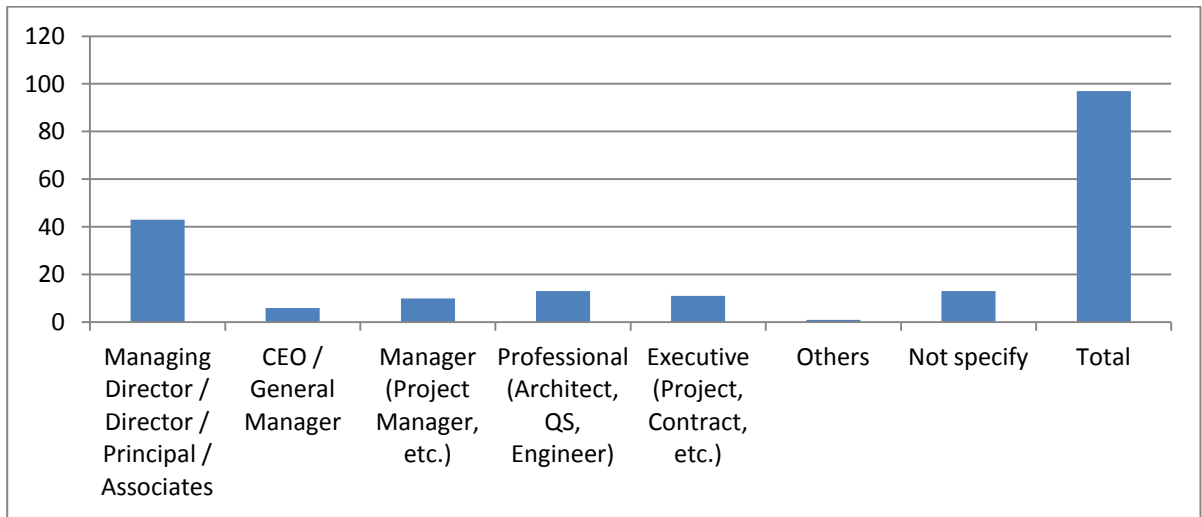 120
100
80
60
40
20
0
Managing
Director /
Director /
Principal /
Associates
CEO /
General
Manager
Manager
(Project
Manager,
etc.)
Professional
(Architect,
QS,
Engineer)
Executive
(Project,
Contract,
etc.)
Others
Not specify
Total